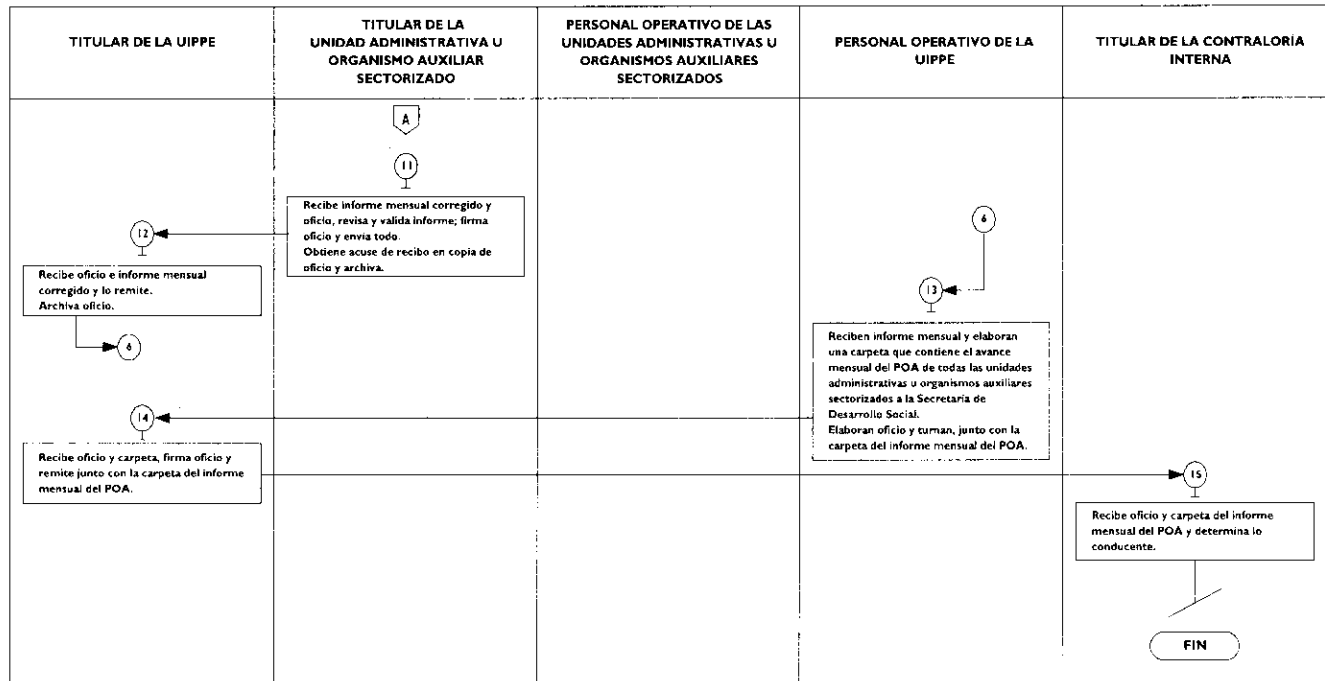 TITULAR DE LA UIPPE
TITULAR DE LA
UNIDAD ADMINISTRATIVA U
ORGANISMO AUXILIAR
SECTORIZADO
PERSONAL OPERATIVO DE LAS
UNIDADES ADMINISTRATIVAS U
ORGANISMOS AUXILIARES
SECTORIZADOS
PERSONAL OPERATIVO DE LA
UIPPE
TITULAR DE LA CONTRALORÍA
INTERNA
A
11
Recibe informe mensual corregido y
oficio, revisa y valida informe; firma
oficio y envía todo.
Obtiene acuse de recibo en copia de
oficio y archiva.
12
Recibe oficio e informe mensual
corregido y lo remite.
Archiva oficio.
6
6
13
Reciben informe mensual y elaboran
una carpeta que contiene el avance
mensual del POA de todas las unidades
administrativas u organismos auxiliares
sectorizados a la Secretaría de
Desarrollo Social.
Elaboran oficio y turnan, junto con la
carpeta del informe mensual del POA.
14
Recibe oficio y carpeta, firma oficio y
remite junto con la carpeta del informe
mensual del POA.
15
Recibe oficio y carpeta del informe
mensual del POA y determina lo
conducente.
FIN